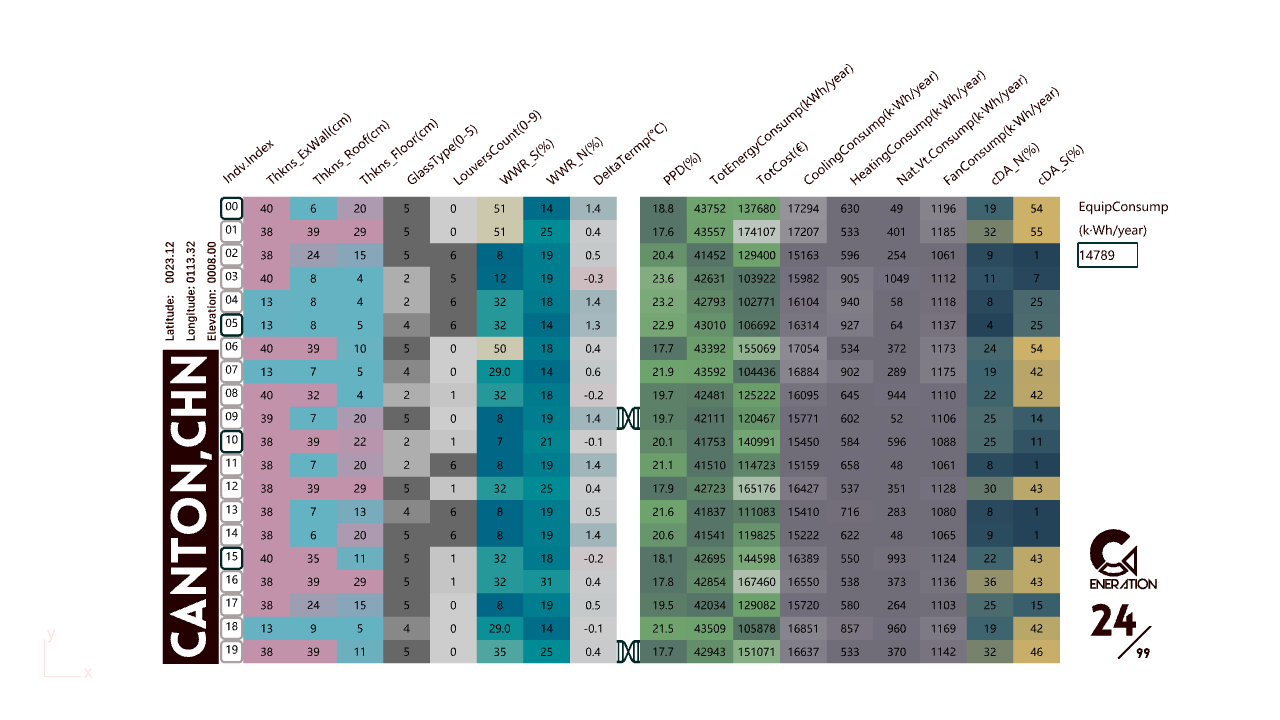 Indv.Index Thkns_ExWall(cm) Thkns_Roof(cm) Thkns_Floor(cm) GlassType(0-5) LouversCount(0-9) WWR_S(%) WWR_N(%) DeltaTermp(°C) PPD(%) TotEnergyConsump(kWh/year) TotCost(€) CoolingConsump(k·Wh/year) HeatingConsump(k·Wh/year) Nat.Vt.Consump(k·Wh/year) FanConsump(k·Wh/year) cDA_N(%) cDA_S(%)
00 40 6 20 5 0 51 14 1.4 18.8 43752 137680 17294 630 49 1196 19 54
01 38 39 29 5 0 51 25 0.4 17.6 43557 174107 17207 533 401 1185 32 55
02 38 24 15 5 6 8 19 0.5 20.4 41452 129400 15163 596 254 1061 9 1
03 40 8 4 2 5 12 19 -0.3 23.6 42631 103922 15982 905 1049 1112 11 7
04 13 8 4 2 6 32 18 1.4 23.2 42793 102771 16104 940 58 1118 8 25
05 13 8 5 4 6 32 14 1.3 22.9 43010 106692 16314 927 64 1137 4 25
06 40 39 10 5 0 50 18 0.4 17.7 43392 155069 17054 534 372 1173 24 54
07 13 7 5 4 0 29.0 14 0.6 21.9 43592 104436 16884 902 289 1175 19 42
08 40 32 4 2 1 32 18 -0.2 19.7 42481 125222 16095 645 944 1110 22 42
09 39 7 20 5 0 8 19 1.4 19.7 42111 120467 15771 602 52 1106 25 14
10 38 39 22 2 1 7 21 -0.1 20.1 41753 140991 15450 584 596 1088 25 11
11 38 7 20 2 6 8 19 1.4 21.1 41510 114723 15159 658 48 1061 8 1
12 38 39 29 5 1 32 25 0.4 17.9 42723 165176 16427 537 351 1128 30 43
13 38 7 13 4 6 8 19 0.5 21.6 41837 111083 15410 716 283 1080 8 1
14 38 6 20 5 6 8 19 1.4 20.6 41541 119825 15222 622 48 1065 9 1
15 40 35 11 5 1 32 18 -0.2 18.1 42695 144598 16389 550 993 1124 22 43
16 38 39 29 5 1 32 31 0.4 17.8 42854 167460 16550 538 373 1136 36 43
17 38 24 15 5 0 8 19 0.5 19.5 42034 129082 15720 580 264 1103 25 15
18 13 9 5 4 0 29.0 14 -0.1 21.5 43509 105878 16851 857 960 1169 19 42
19 38 39 11 5 0 35 25 0.4 17.7 42943 151071 16637 533 370 1142 32 46
Latitude: 0023.12
Longitude: 0113.32
Elevation: 0008.00
CANTON,CHN
EquipConsump
(k·Wh/year)
14789
ENERATION
24/99
y
x